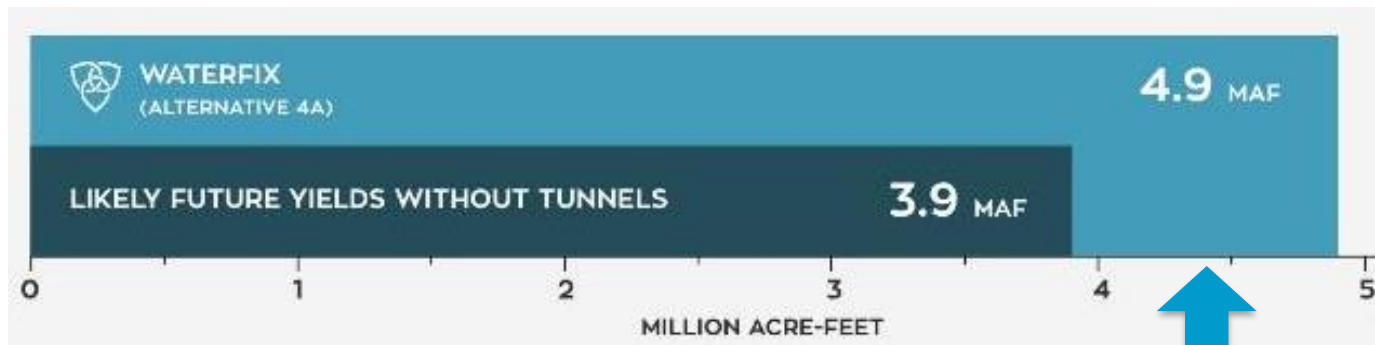 WATERFIX
(ALTERNATIVE 4A)
4.9 MAF
LIKELY FUTURE YIELDS WITHOUT TUNNELS 3.9 MAF
0 1 2 3 4 5
MILLION ACRE-FEET